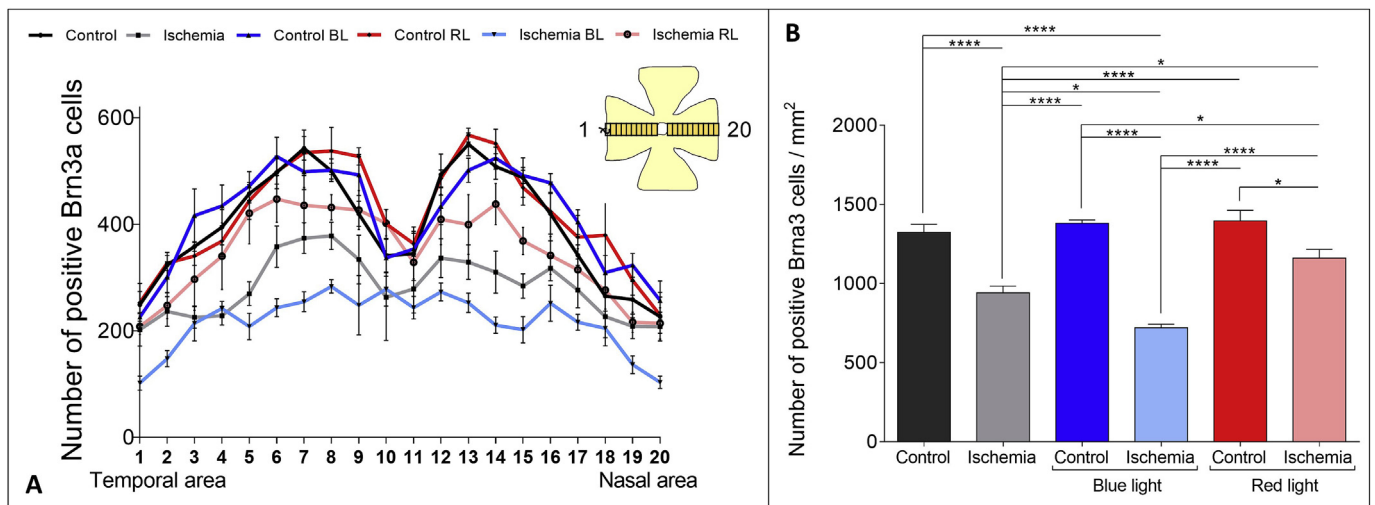 Control Ischemia Control BL Control RL Ischemia BL Ischemia RL
Number of positive Brn3a cells
600
400
200
0
1 2 3 4 5 6 7 8 9 10 11 12 13 14 15 16 17 18 19 20
Temporal area Nasal area
1 20
A
B
****
****
*
****
*
****
*
****
****
****
*
Number of positive Brna3 cells / mm²
2000
1500
1000
500
0
Control Ischemia Control Ischemia Control Ischemia
Blue light Red light